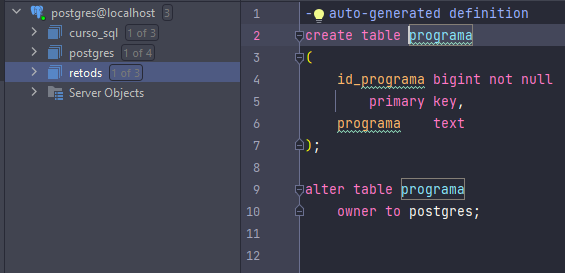 postgres@localhost 3
curso_sql 1 of 3
postgres 1 of 4
retods 1 of 3
Server Objects
1 - auto-generated definition
2 create table programa
3 (
4 id_programa bigint not null
5 primary key,
6 programa text
7 );
8
9 alter table programa
10 owner to postgres;
11
12